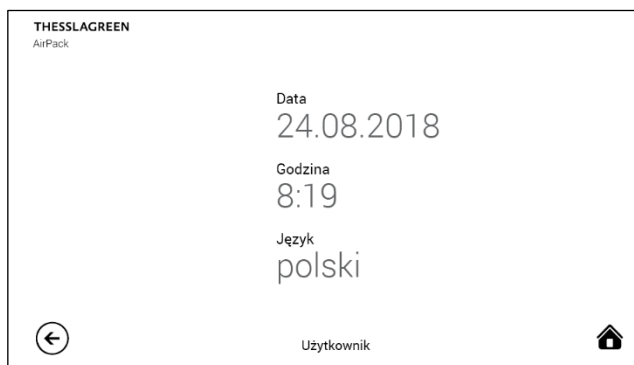 THESSLAGREEN
AirPack
Data
24.08.2018
Godzina
8:19
Język
polski
Użytkownik